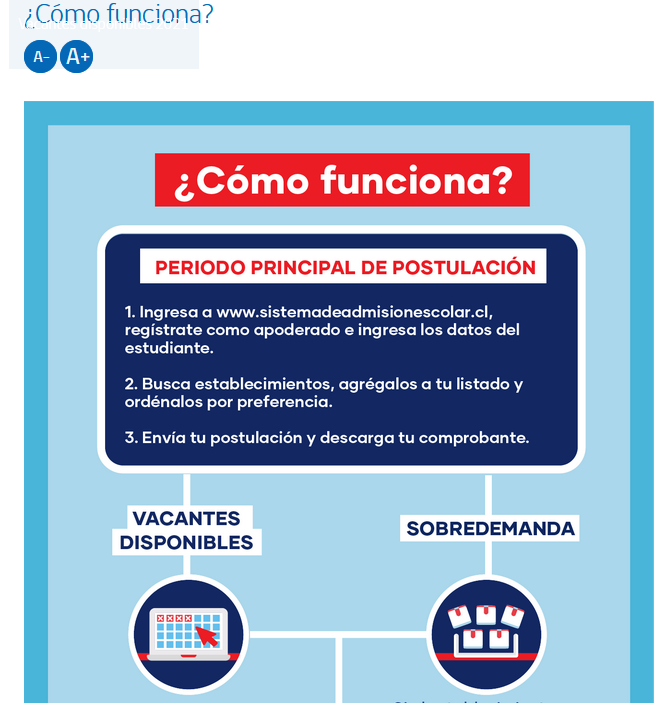 ¿Cómo funciona?
A- A+
¿Cómo funciona?
PERIODO PRINCIPAL DE POSTULACIÓN
1. Ingresa a www.sistemadeadmisionescolar.cl,
regístrate como apoderado e ingresa los datos del
estudiante.
2. Busca establecimientos, agrégalos a tu listado y
ordénalos por preferencia.
3. Envía tu postulación y descarga tu comprobante.
VACANTES
DISPONIBLES
SOBREDEMANDA